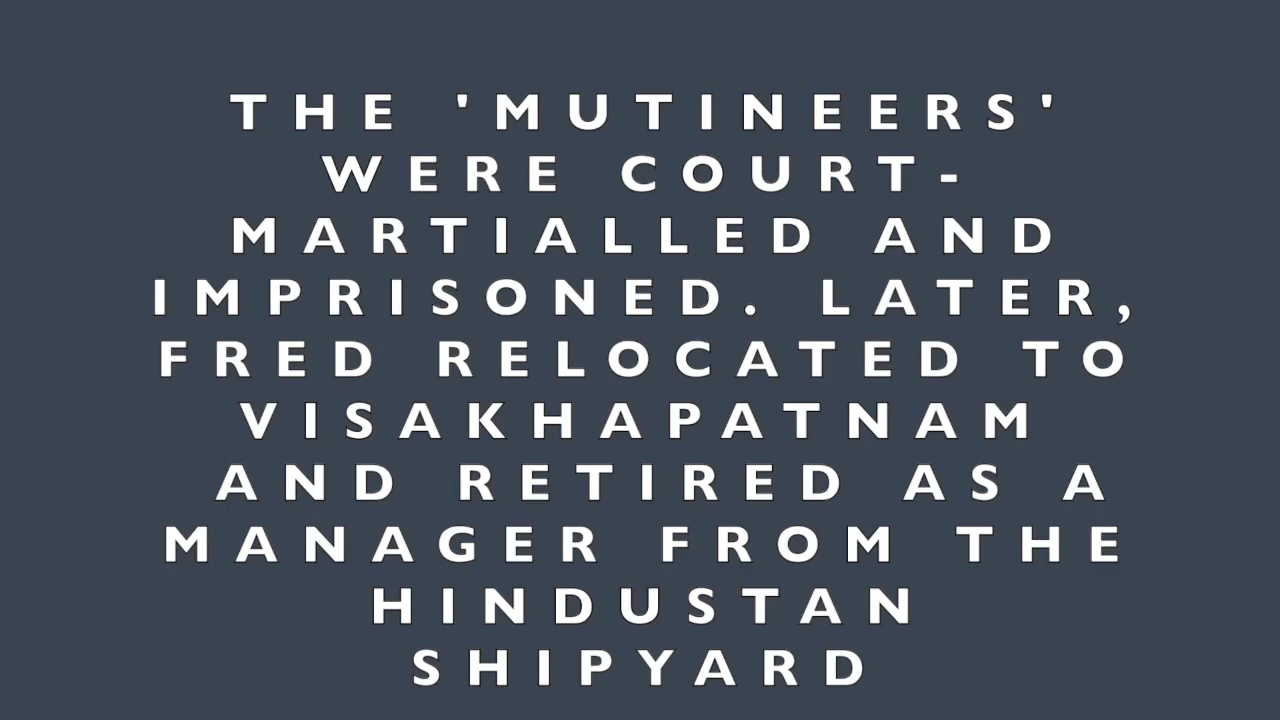 THE 'MUTINEERS'
WERE COURT-
MARTIALLED AND
IMPRISONED. LATER,
FRED RELOCATED TO
VISAKHAPATNAM
AND RETIRED AS A
MANAGER FROM THE
HINDUSTAN
SHIPYARD